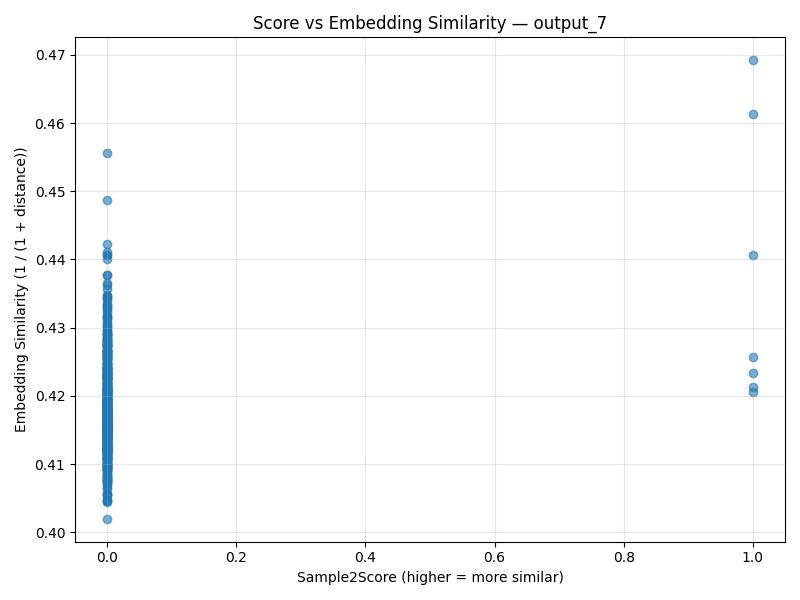 Score vs Embedding Similarity — output_7
Embedding Similarity (1 / (1 + distance))
0.47
0.46
0.45
0.44
0.43
0.42
0.41
0.40
0.0 0.2 0.4 0.6 0.8 1.0
Sample2Score (higher = more similar)